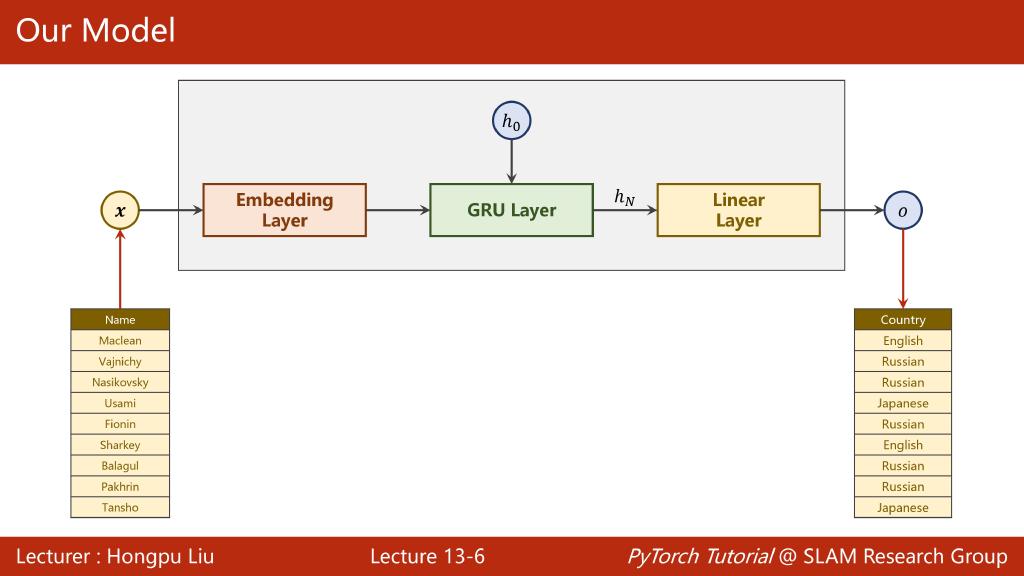 Our Model
h0
x
Embedding
Layer
GRU Layer
hN
Linear
Layer
o
Name
Maclean
Vajnichy
Nasikovsky
Usami
Fionin
Sharkey
Balagul
Pakhrin
Tansho
Country
English
Russian
Russian
Japanese
Russian
English
Russian
Russian
Japanese
Lecturer : Hongpu Liu
Lecture 13-6
PyTorch Tutorial @ SLAM Research Group